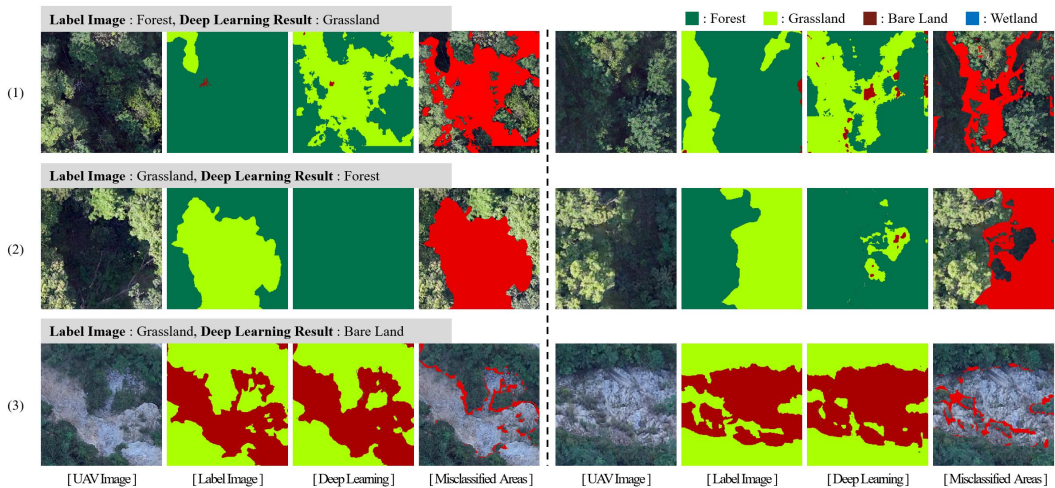 Label Image : Forest, Deep Learning Result : Grassland
: Forest : Grassland : Bare Land : Wetland
(1)
Label Image : Grassland, Deep Learning Result : Forest
(2)
Label Image : Grassland, Deep Learning Result : Bare Land
(3)
[ UAV Image ] [ Label Image ] [ Deep Learning ] [ Misclassified Areas ] [ UAV Image ] [ Label Image ] [ Deep Learning ] [ Misclassified Areas ]